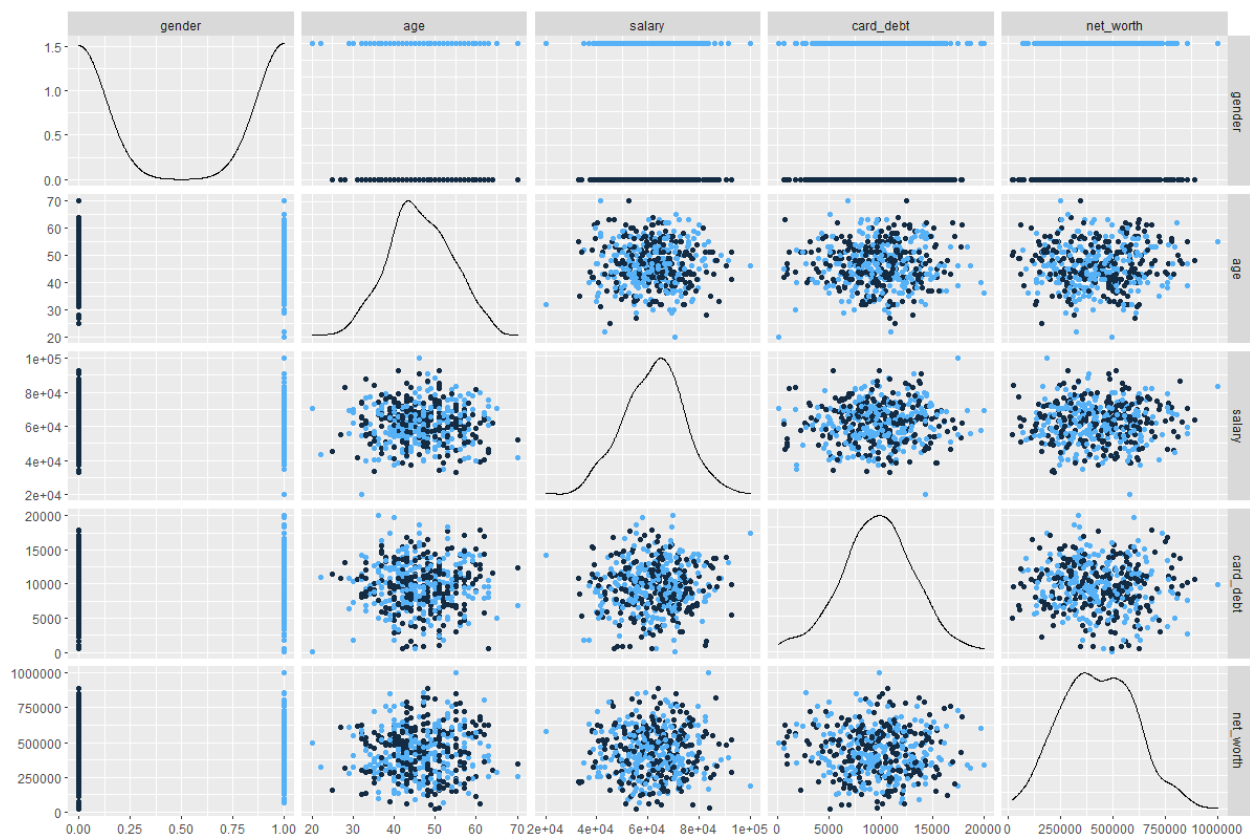 gender age salary card_debt net_worth
1.5
1.0
0.5
0.0
gender
70
60
50
40
30
20
age
1e+05
8e+04
6e+04
4e+04
2e+04
salary
20000
15000
10000
5000
0
card_debt
1000000
750000
500000
250000
0
net_worth
0.00 0.25 0.50 0.75 1.00 20 30 40 50 60 70 2e+04 4e+04 6e+04 8e+04 1e+05 0 5000 10000 15000 20000 0 250000 500000 750000 1000000